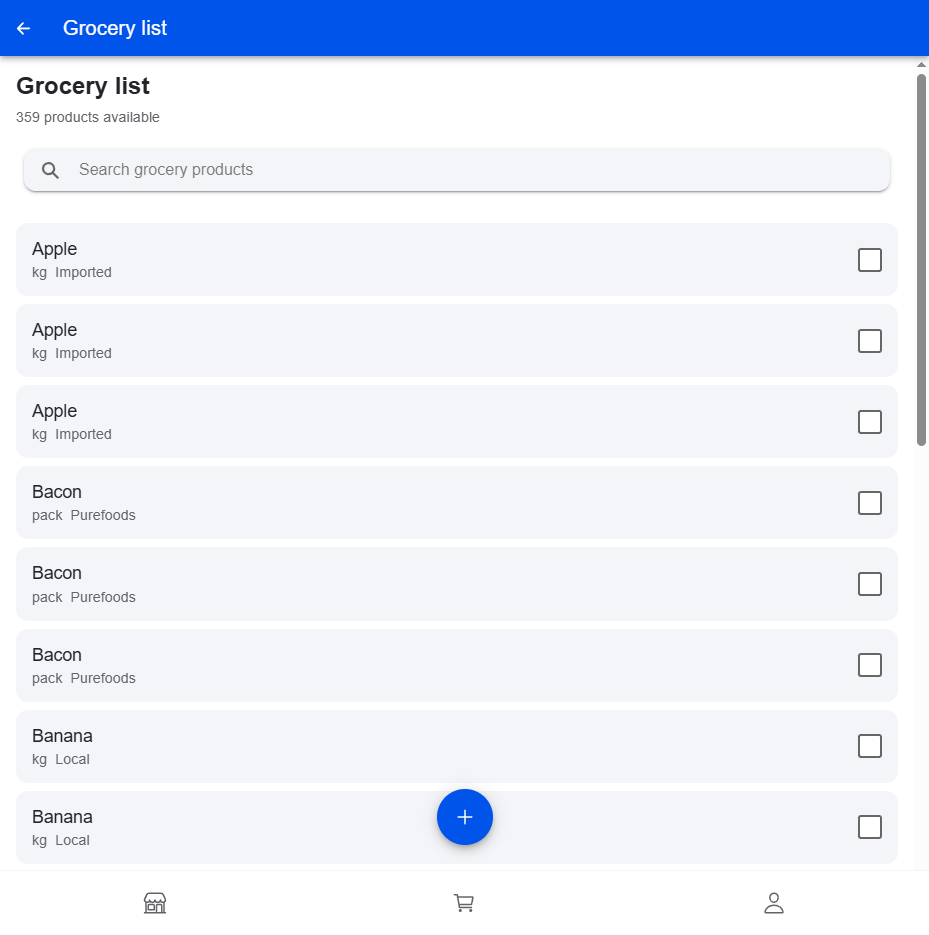 Grocery list
Grocery list
359 products available
Search grocery products
Apple
kg Imported
Apple
kg Imported
Apple
kg Imported
Bacon
pack Purefoods
Bacon
pack Purefoods
Bacon
pack Purefoods
Banana
kg Local
Banana
kg Local